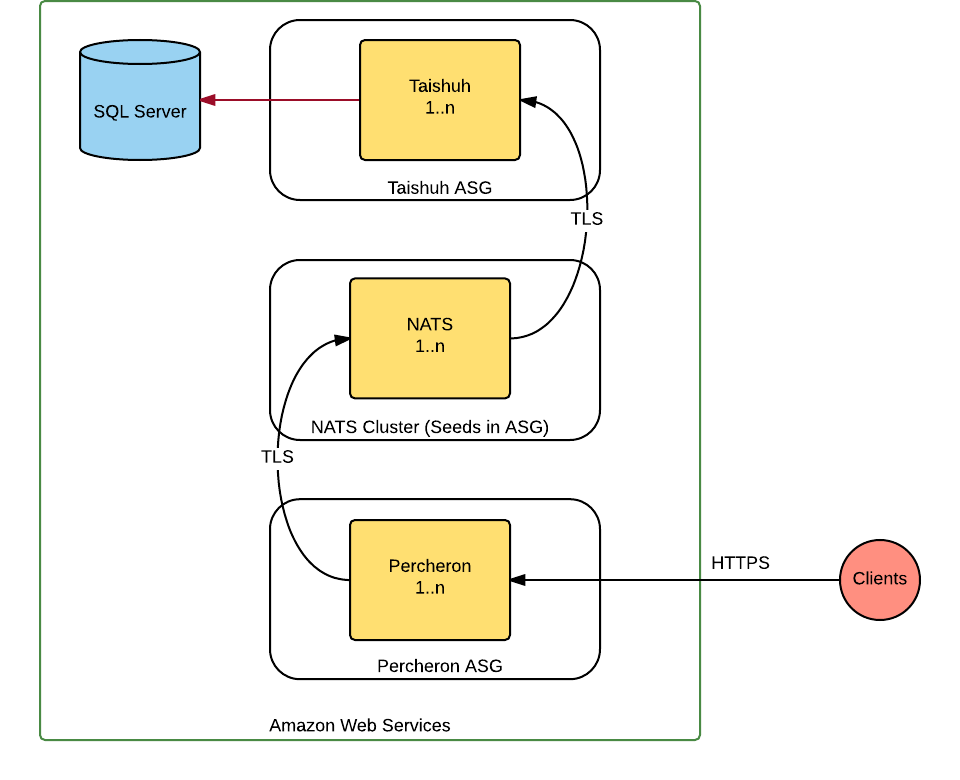 SQL Server
Taishuh
1..n
Taishuh ASG
TLS
NATS
1..n
NATS Cluster (Seeds in ASG)
TLS
Percheron
1..n
Percheron ASG
HTTPS
Clients
Amazon Web Services